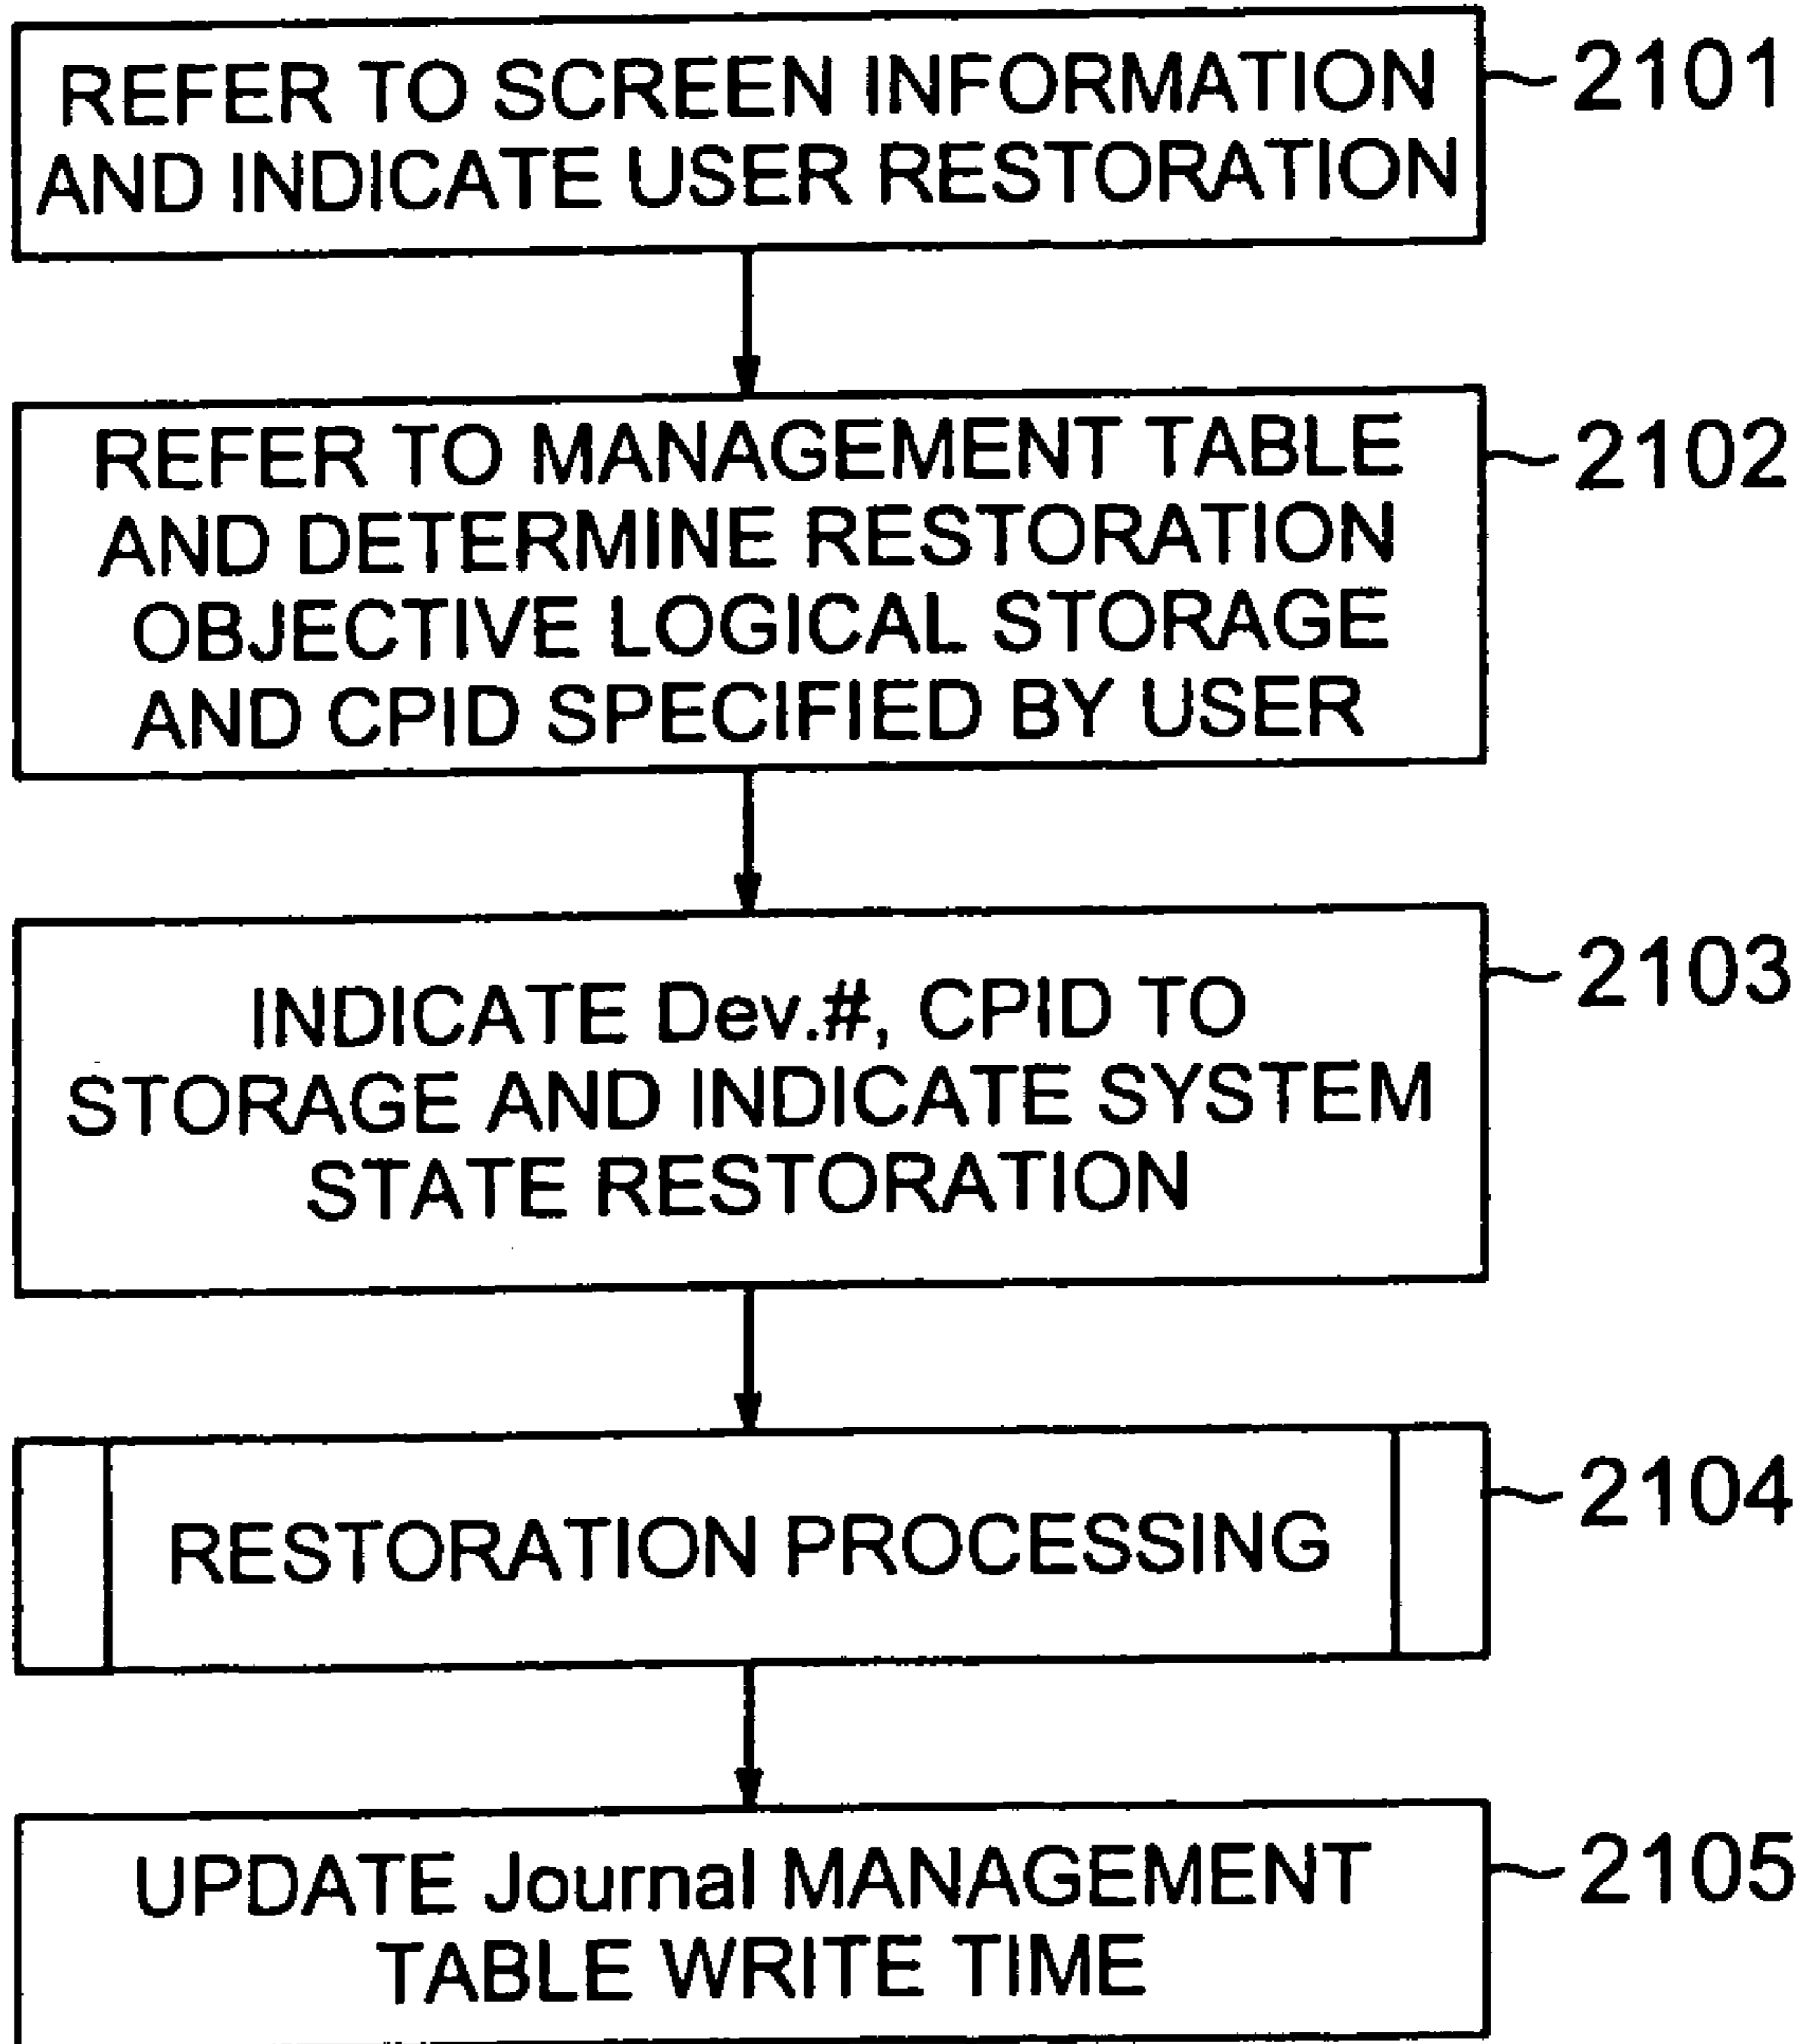 REFER TO SCREEN INFORMATION
AND INDICATE USER RESTORATION
2101
REFER TO MANAGEMENT TABLE
AND DETERMINE RESTORATION
OBJECTIVE LOGICAL STORAGE
AND CPID SPECIFIED BY USER
2102
INDICATE Dev.#, CPID TO
STORAGE AND INDICATE SYSTEM
STATE RESTORATION
2103
RESTORATION PROCESSING
2104
UPDATE Journal MANAGEMENT
TABLE WRITE TIME
2105